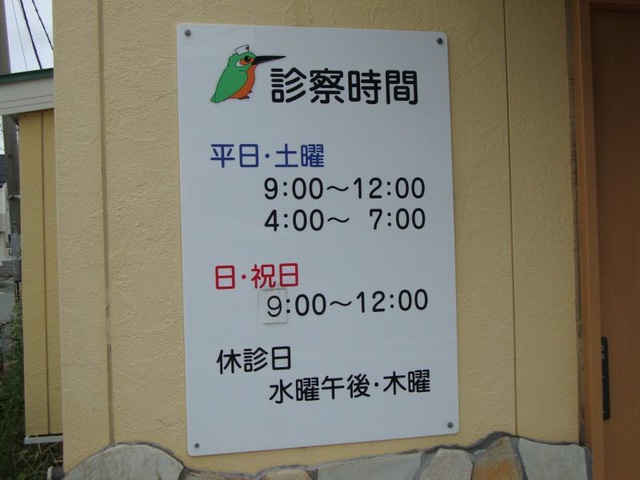 診察時間
平日・土曜
9:00～12:00
4:00～ 7:00
日・祝日
9:00～12:00
休診日
水曜午後・木曜